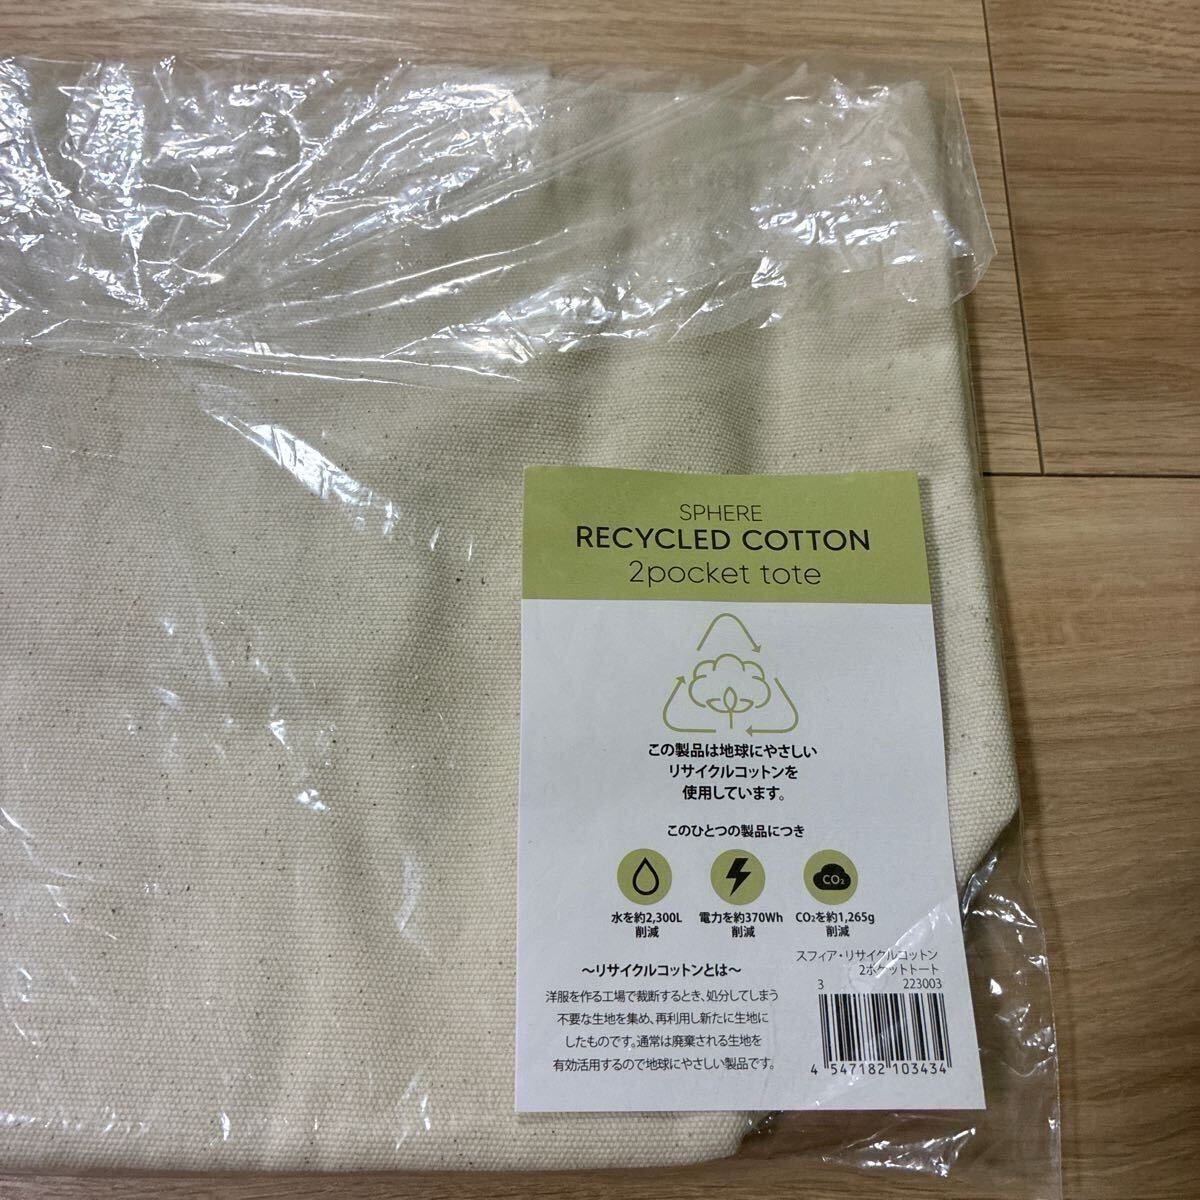 SPHERE
RECYCLED COTTON
2pocket tote
この製品は地球にやさしい
リサイクルコットンを
使用しています。
このひとつの製品につき
CO₂
水を約2,300L
削減
電力を約370Wh
削減
CO₂を約1,265g
削減
～リサイクルコットンとは～
洋服を作る工場で裁断するとき、処分してしまう
不要な生地を集め、再利用し新たに生地に
したものです。通常は廃棄される生地を
有効活用するので地球にやさしい製品です。
スフィア・リサイクルコットン
2ポケットトート
3 223003
4 547182 103434